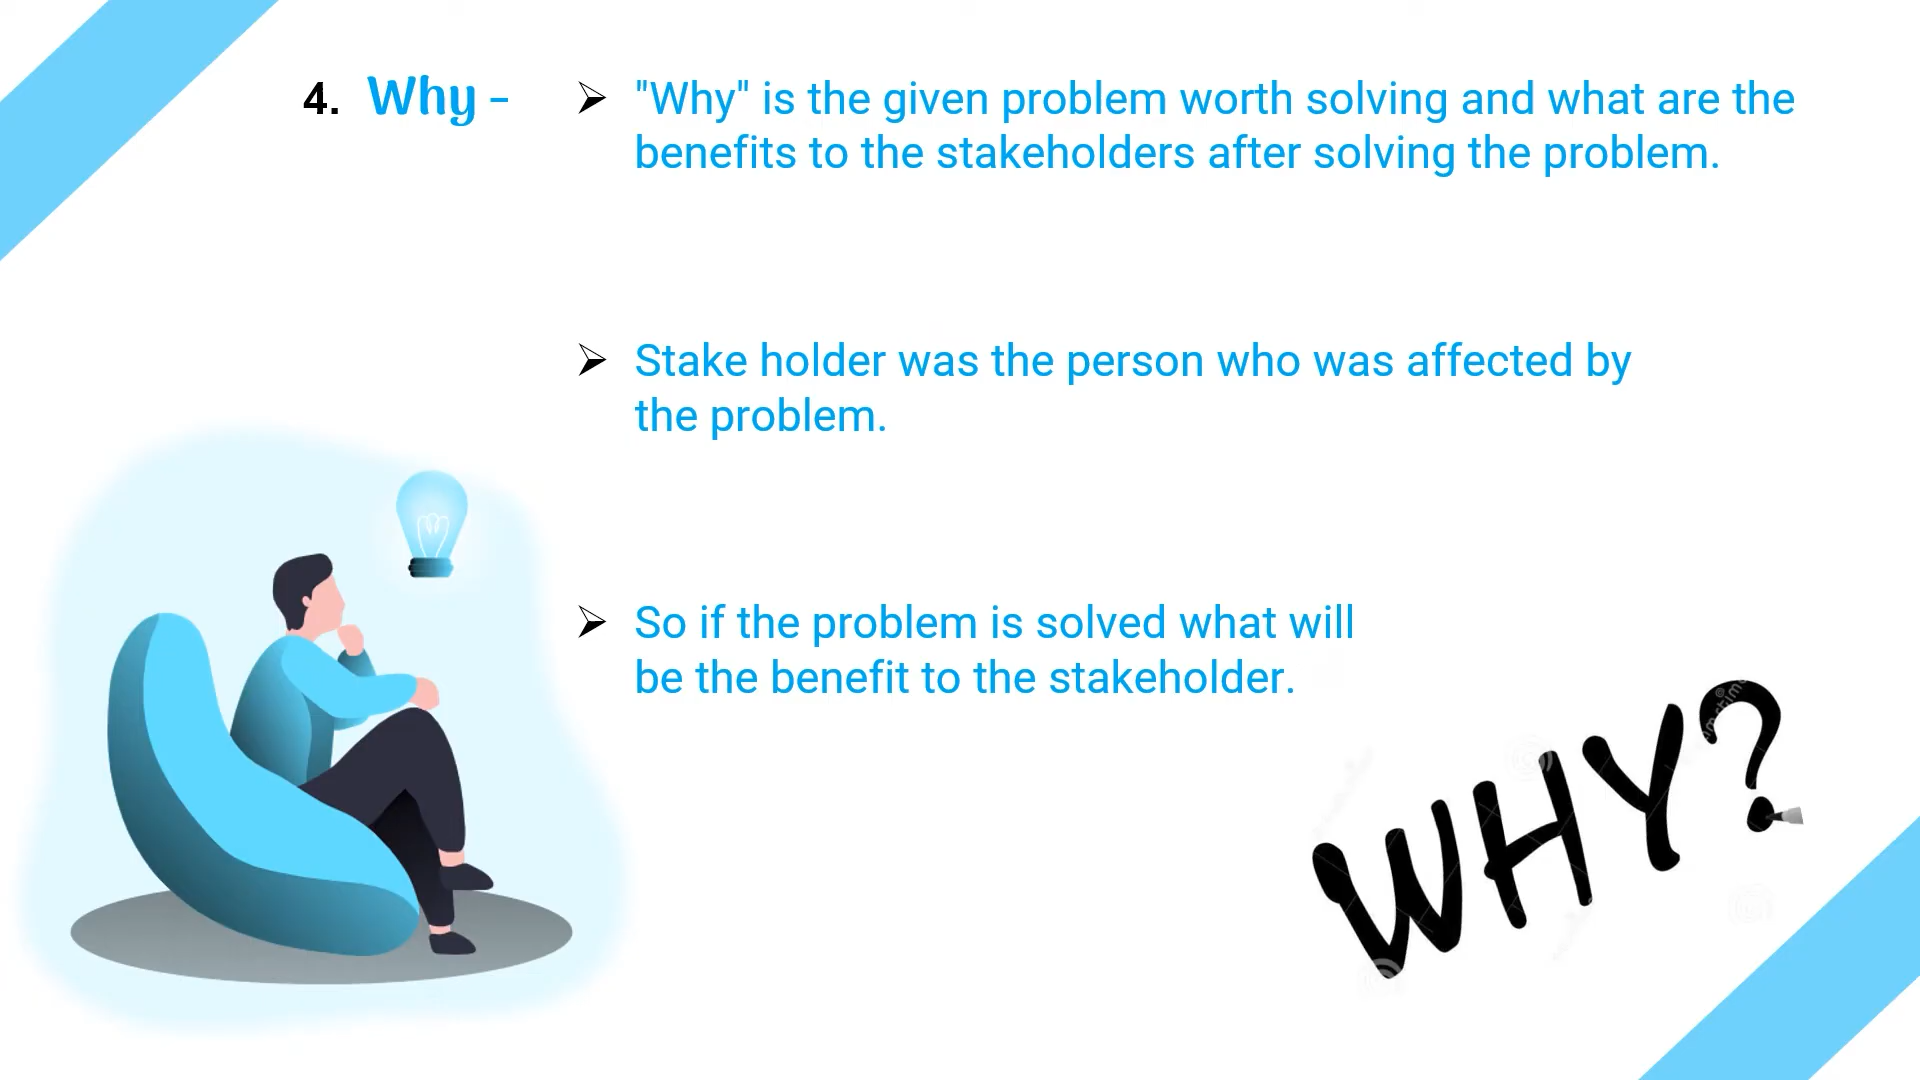 4. Why -
➢ "Why" is the given problem worth solving and what are the
benefits to the stakeholders after solving the problem.
➢ Stake holder was the person who was affected by
the problem.
➢ So if the problem is solved what will
be the benefit to the stakeholder.
WHY?